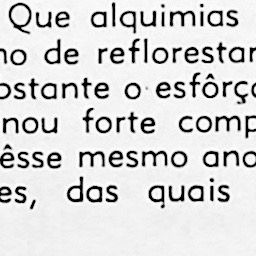 Que alquimias
no de reflorestar
ostante o esfôrç
nou forte comp
êsse mesmo ano
es, das quais